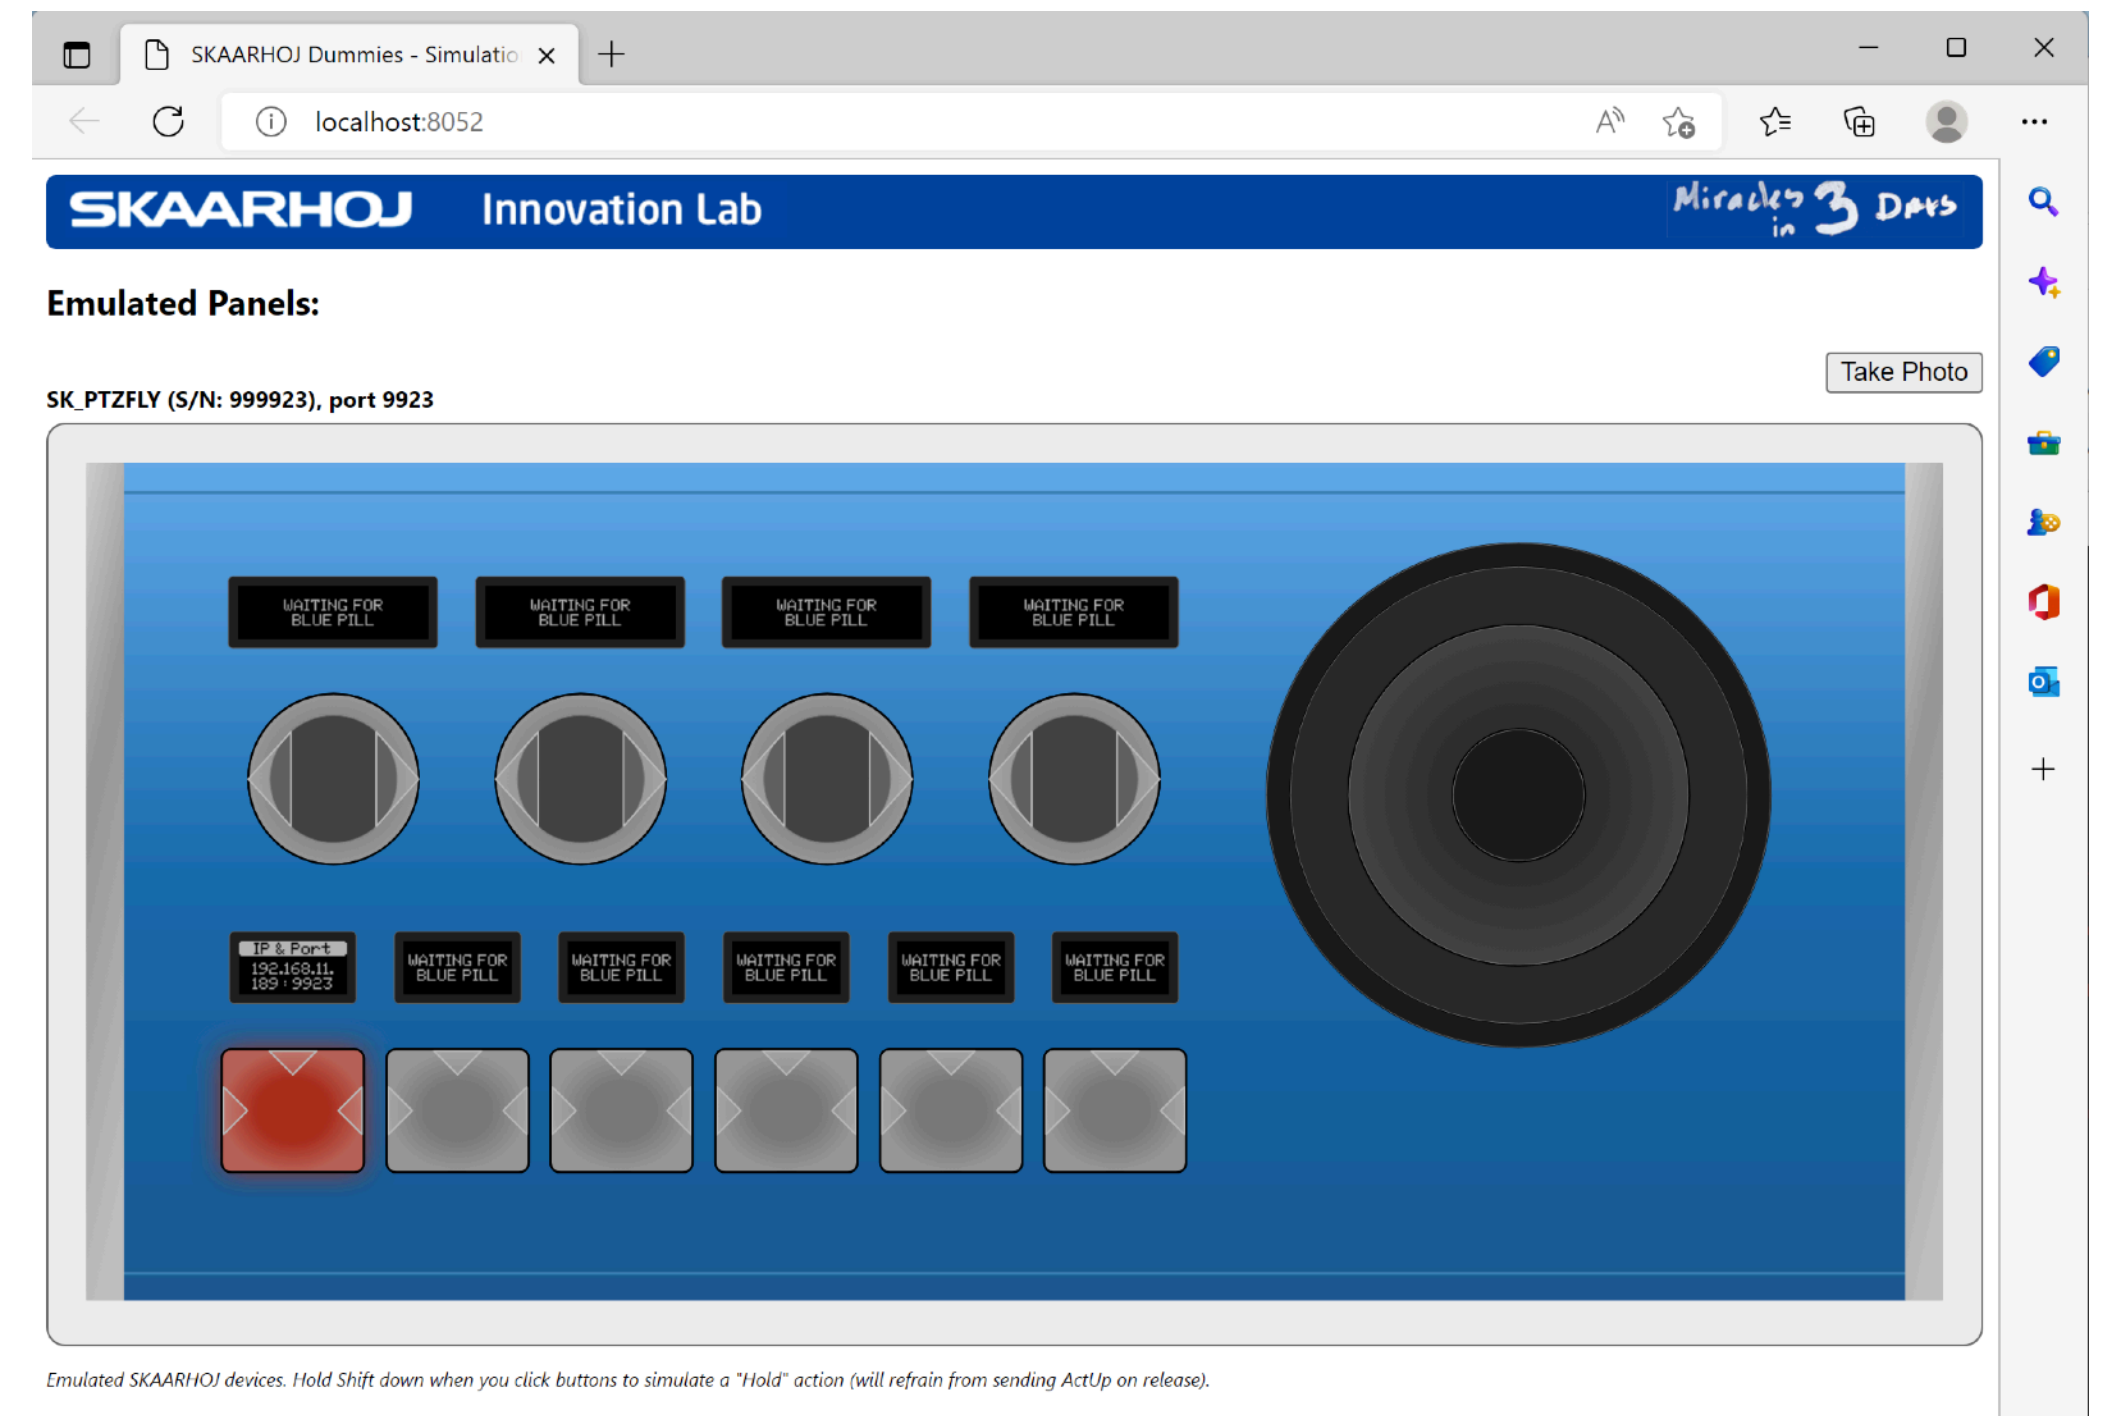 SKAARHOJ Dummies - Simulatio
localhost:8052
SKAARHOJ Innovation Lab
Miracles in 3 Days
Emulated Panels:
Take Photo
SK_PTZFLY (S/N: 999923), port 9923
WAITING FOR
BLUE PILL
WAITING FOR
BLUE PILL
WAITING FOR
BLUE PILL
WAITING FOR
BLUE PILL
IP & Port
192.168.11.
189 : 9923
WAITING FOR
BLUE PILL
WAITING FOR
BLUE PILL
WAITING FOR
BLUE PILL
WAITING FOR
BLUE PILL
WAITING FOR
BLUE PILL
Emulated SKAARHOJ devices. Hold Shift down when you click buttons to simulate a "Hold" action (will refrain from sending ActUp on release).